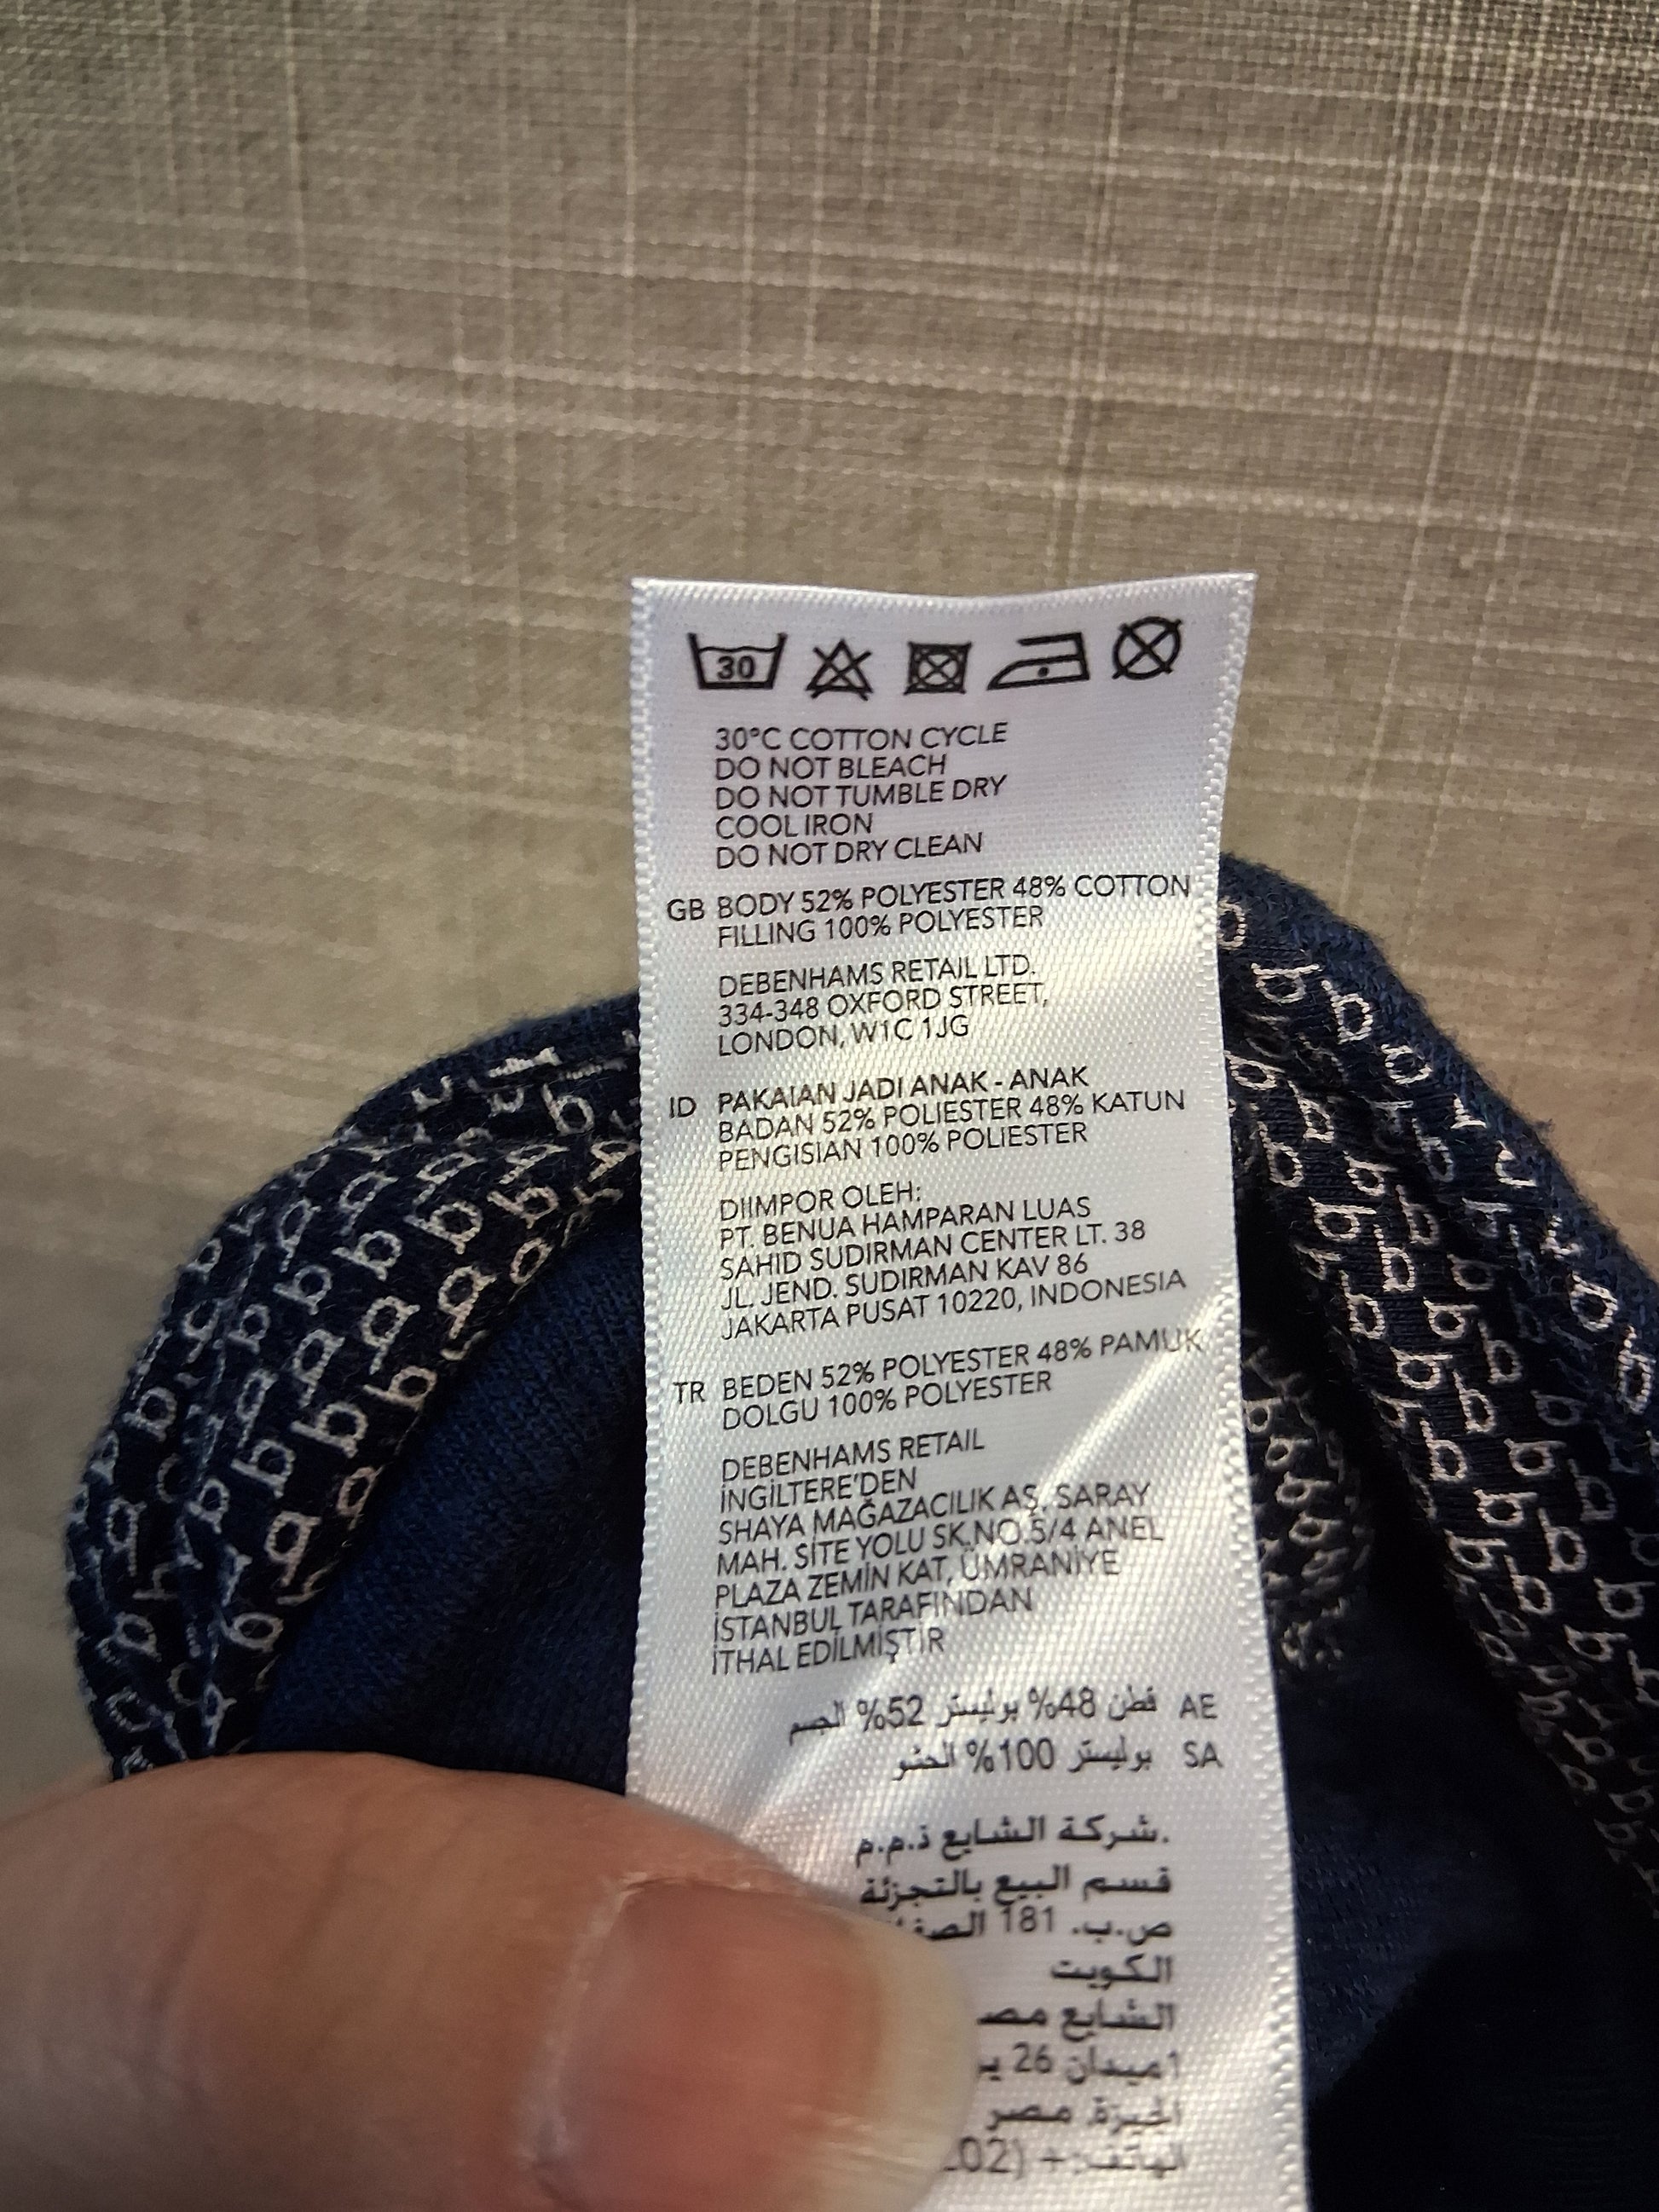 30
30°C COTTON CYCLE
DO NOT BLEACH
DO NOT TUMBLE DRY
COOL IRON
DO NOT DRY CLEAN
GB BODY 52% POLYESTER 48% COTTON
FILLING 100% POLYESTER
DEBENHAMS RETAIL LTD.
334-348 OXFORD STREET,
LONDON, W1C 1JG
ID PAKAIAN JADI ANAK - ANAK
BADAN 52% POLIESTER 48% KATUN
PENGISIAN 100% POLIESTER
DIIMPOR OLEH:
PT. BENUA HAMPARAN LUAS
SAHID SUDIRMAN CENTER LT. 38
JL. JEND. SUDIRMAN KAV 86
JAKARTA PUSAT 10220, INDONESIA
TR BEDEN 52% POLYESTER 48% PAMUK
DOLGU 100% POLYESTER
DEBENHAMS RETAIL
İNGİLTERE'DEN
SHAYA MAĞAZACILIK AŞ. SARAY
MAH. SİTE YOLU SK.NO.5/4 ANEL
PLAZA ZEMİN KAT, ÜMRANİYE
İSTANBUL TARAFINDAN
İTHAL EDİLMİŞTİR
AE قطن 48% بوليستر 52% الجسم
SA بوليستر 100% الحشو
شركة الشايع ذ.م.م.
قسم البيع بالتجزئة
ص.ب. 181
الكويت
الشايع
1ميدان 26
الجيزة, مصر
الهاتف:+